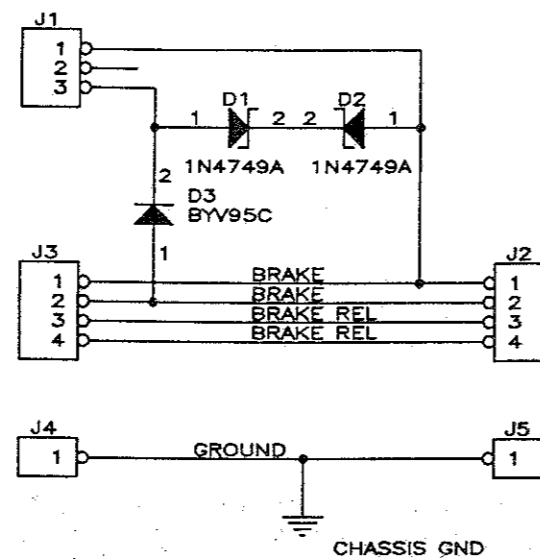 J1
1
2
3
D1 D2
1 2 2 1
1N4749A 1N4749A
2
D3
BYV95C
1
J3 J2
1 BRAKE 1
2 BRAKE 2
3 BRAKE REL 3
4 BRAKE REL 4
J4 J5
1 GROUND 1
CHASSIS GND